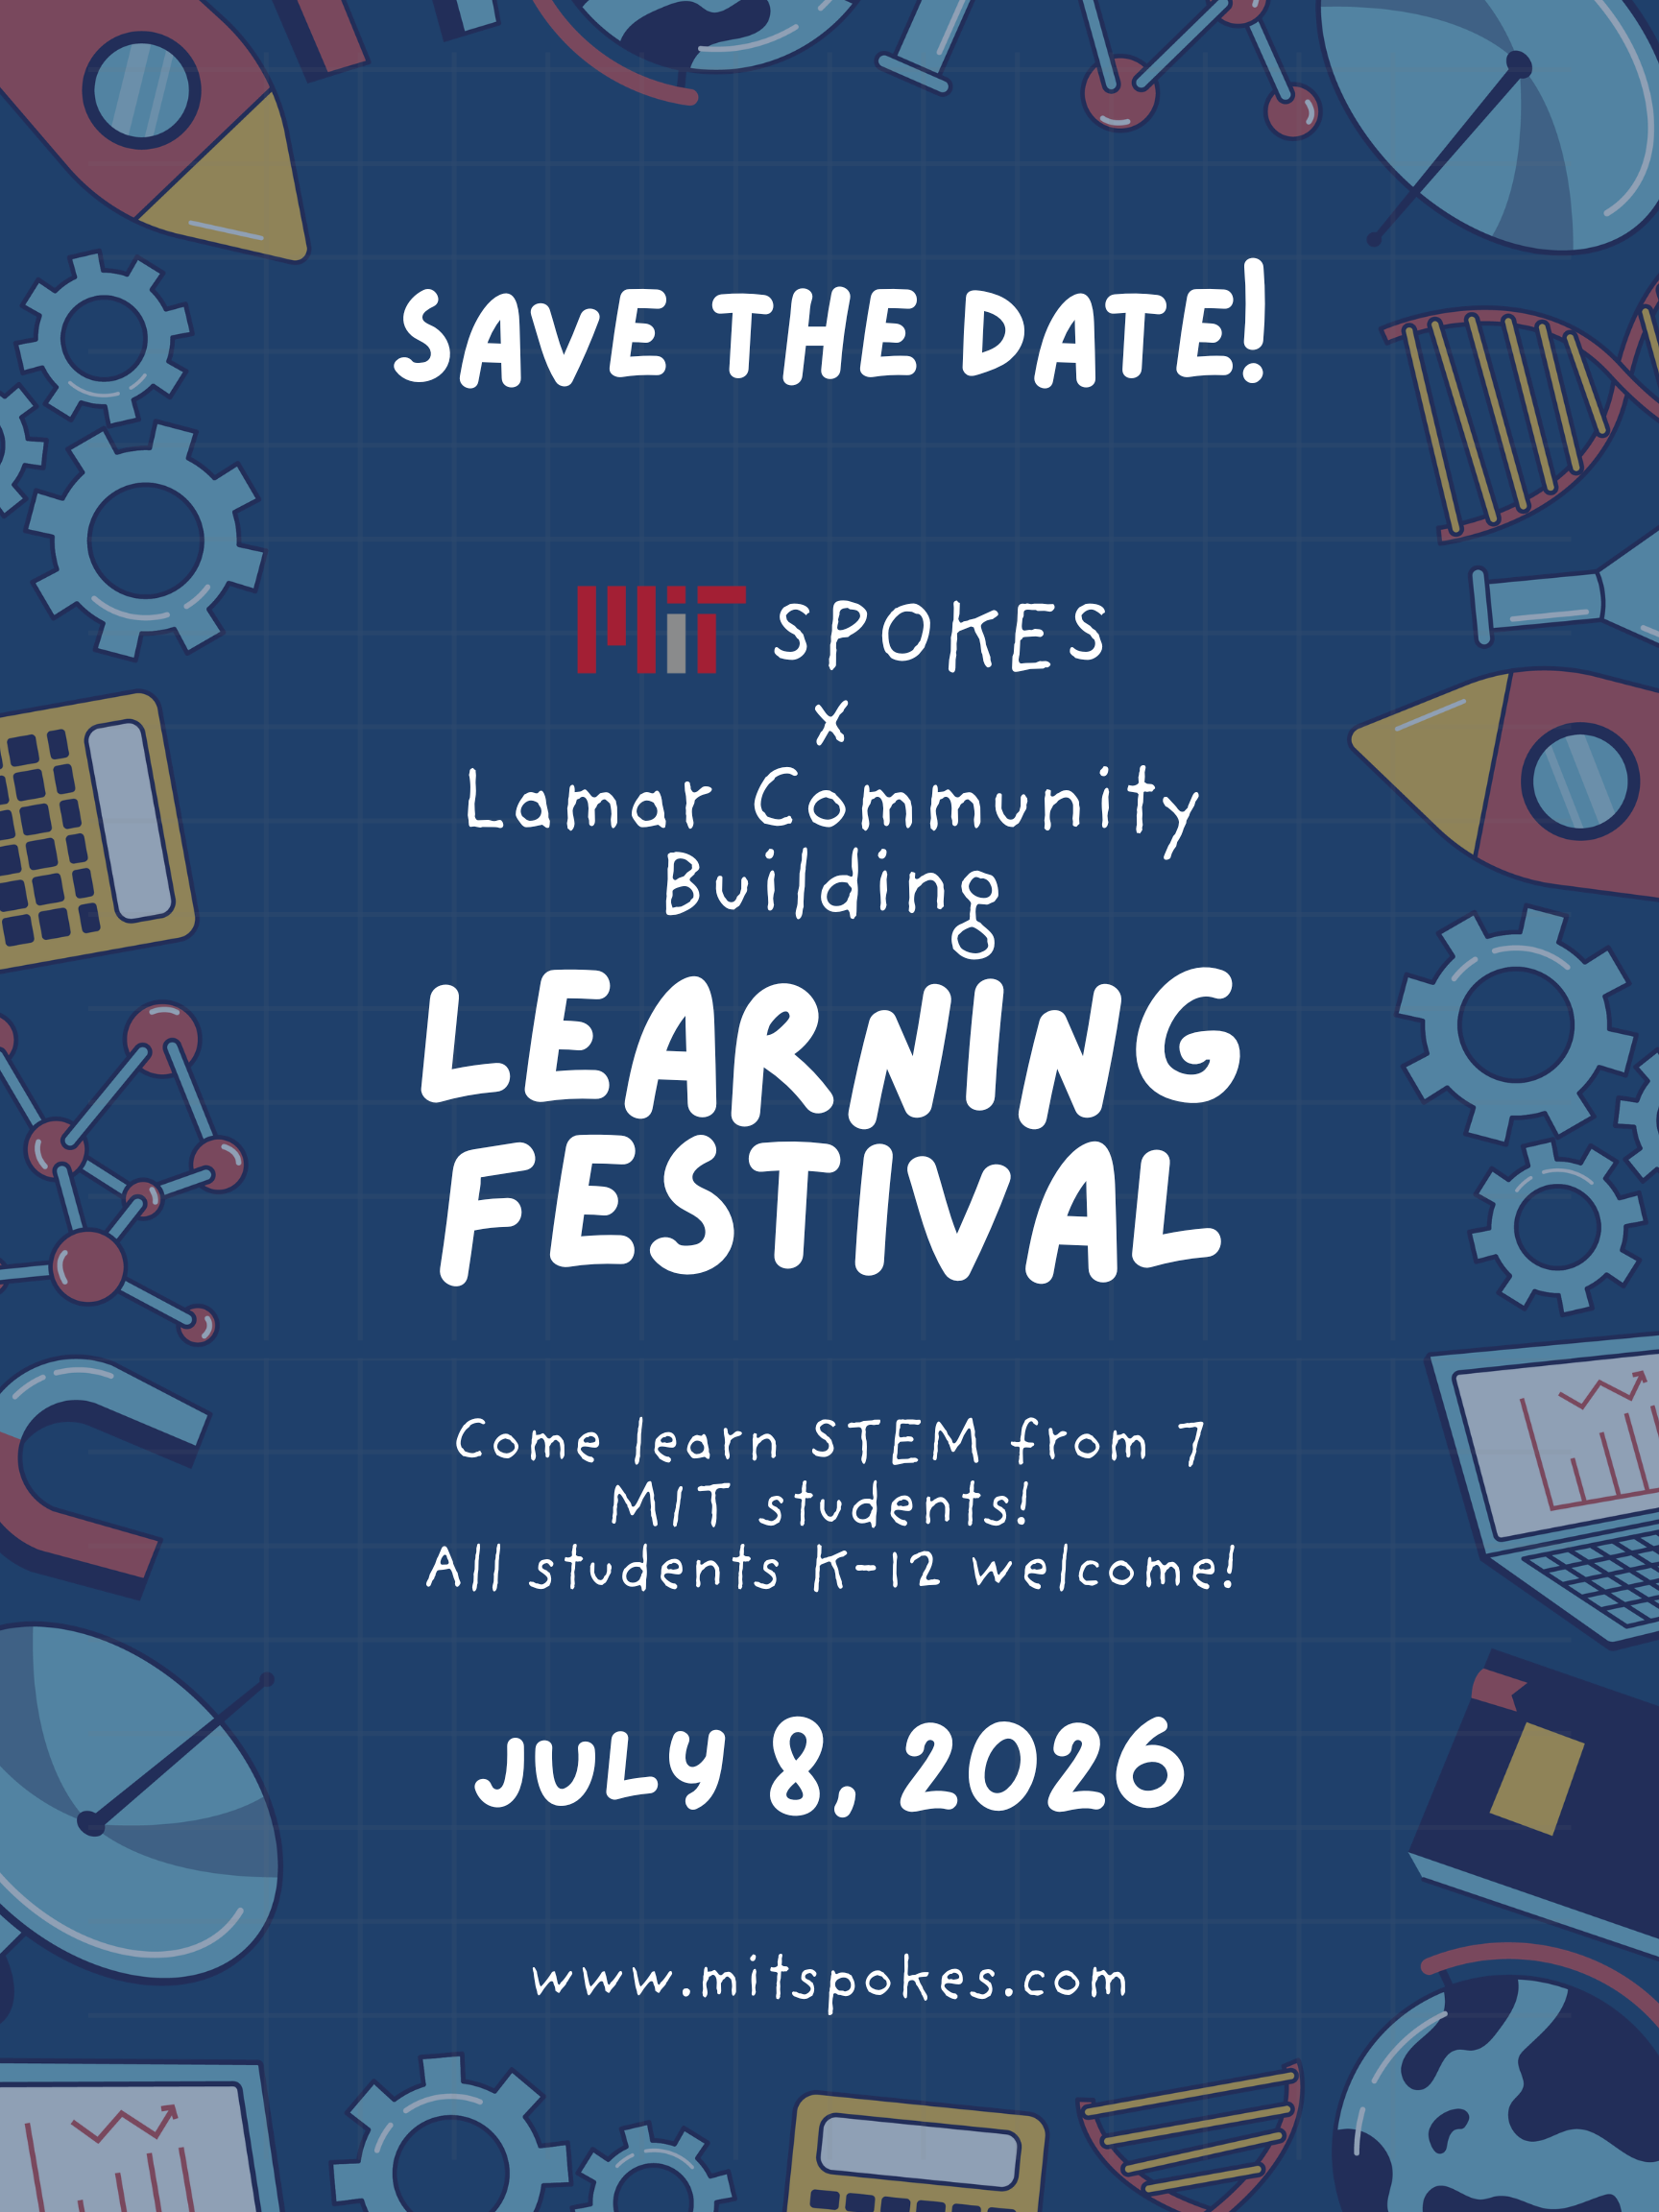 SAVE THE DATE!
MIT SPOKES
x
Lamar Community
Building
LEARNING
FESTIVAL
Come learn STEM from 7
MIT students!
All students K-12 welcome!
JULY 8, 2026
www.mitspokes.com